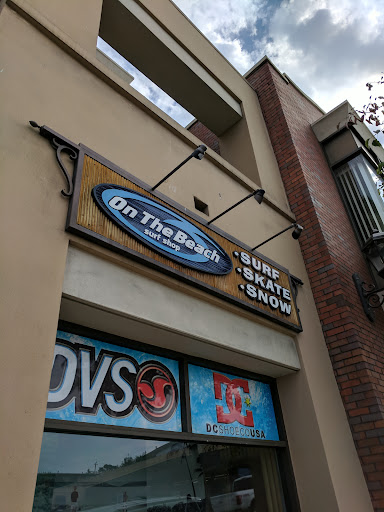 On The Beach
surf shop
•SURF
•SKATE
•SNOW
DVS
DC
DCSHOECOUSA